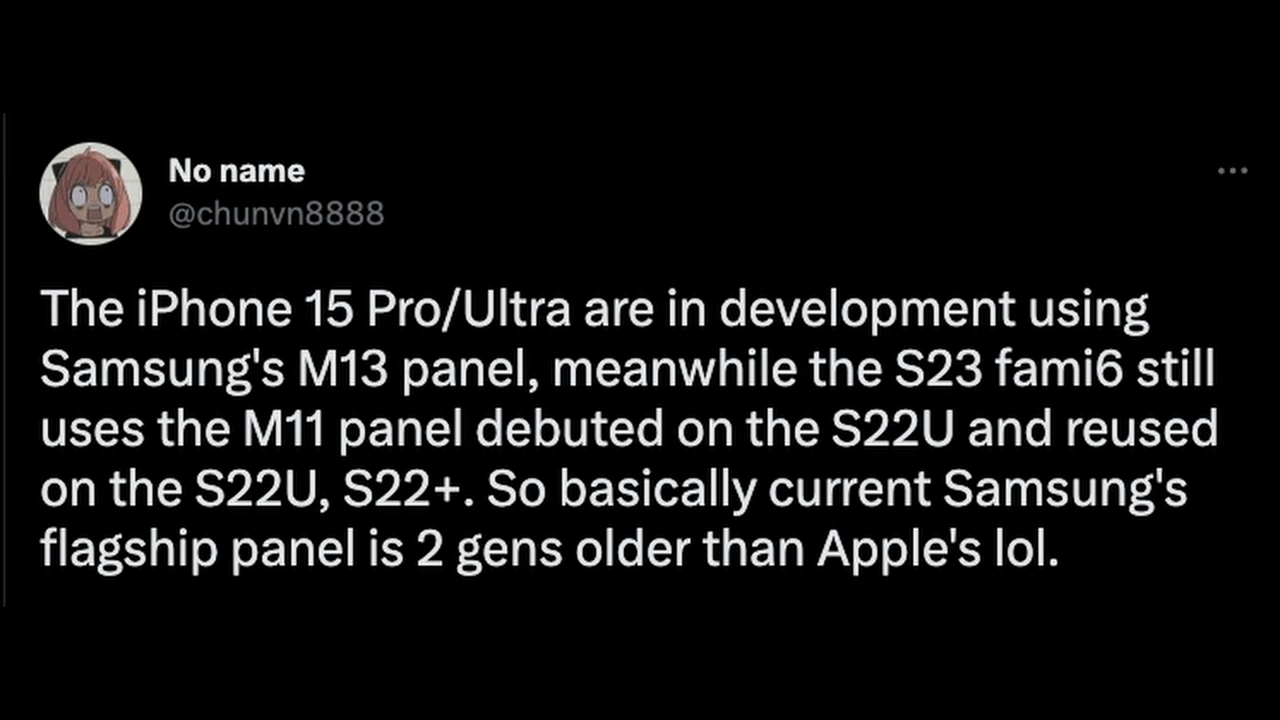 No name
@chunvn8888
The iPhone 15 Pro/Ultra are in development using
Samsung's M13 panel, meanwhile the S23 fami6 still
uses the M11 panel debuted on the S22U and reused
on the S22U, S22+. So basically current Samsung's
flagship panel is 2 gens older than Apple's lol.